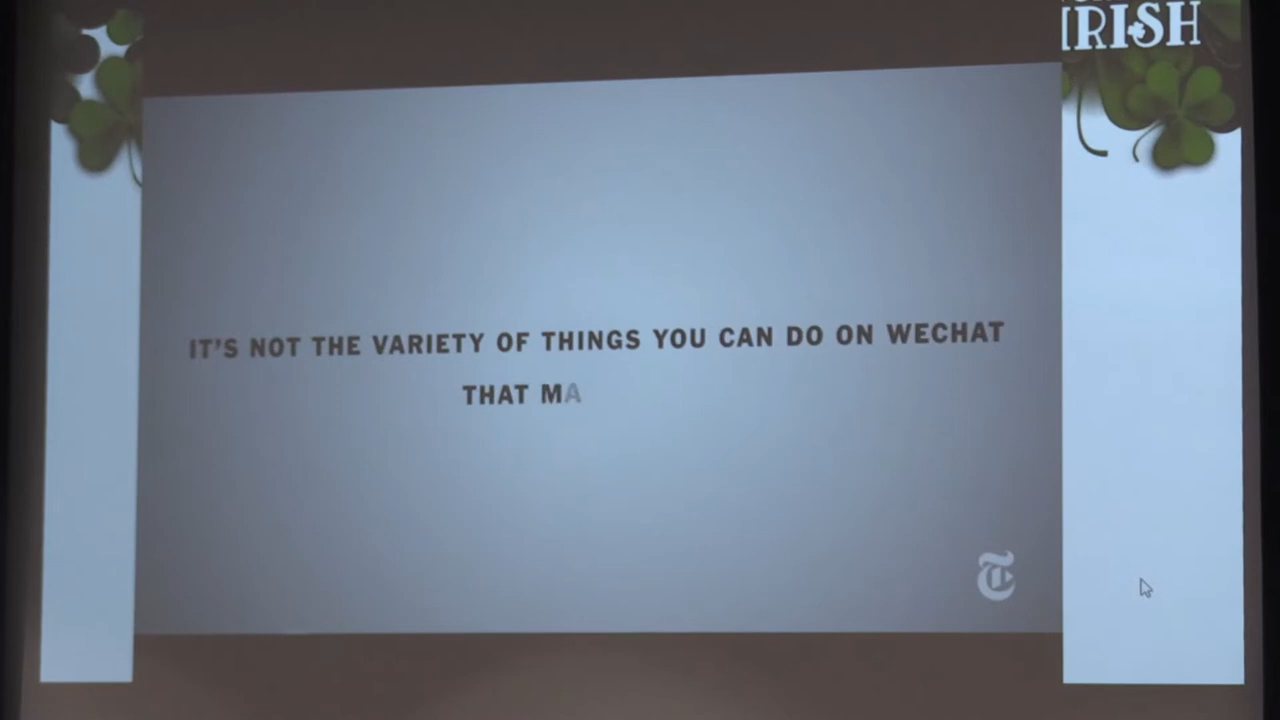 IRISH
IT'S NOT THE VARIETY OF THINGS YOU CAN DO ON WECHAT
THAT MA
T